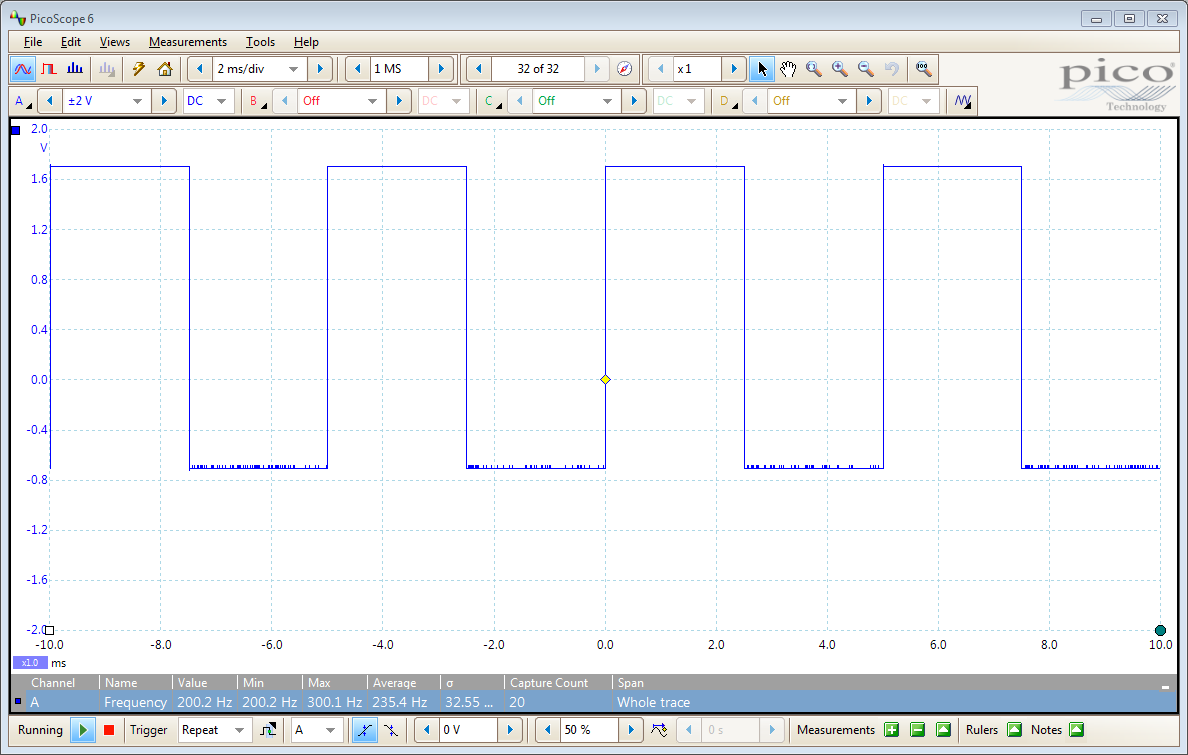 PicoScope 6
File Edit Views Measurements Tools Help
2 ms/div 1 MS 32 of 32 x1
pico
Technology
A ±2 V DC B Off DC C Off DC D Off DC
2.0
V
1.6
1.2
0.8
0.4
0.0
-0.4
-0.8
-1.2
-1.6
-2.0
-10.0 -8.0 -6.0 -4.0 -2.0 0.0 2.0 4.0 6.0 8.0 10.0
x1.0 ms
Channel Name Value Min Max Average σ Capture Count Span
A Frequency 200.2 Hz 200.2 Hz 300.1 Hz 235.4 Hz 32.55 ... 20 Whole trace
Running Trigger Repeat A 0 V 50 % 0 s Measurements Rulers Notes